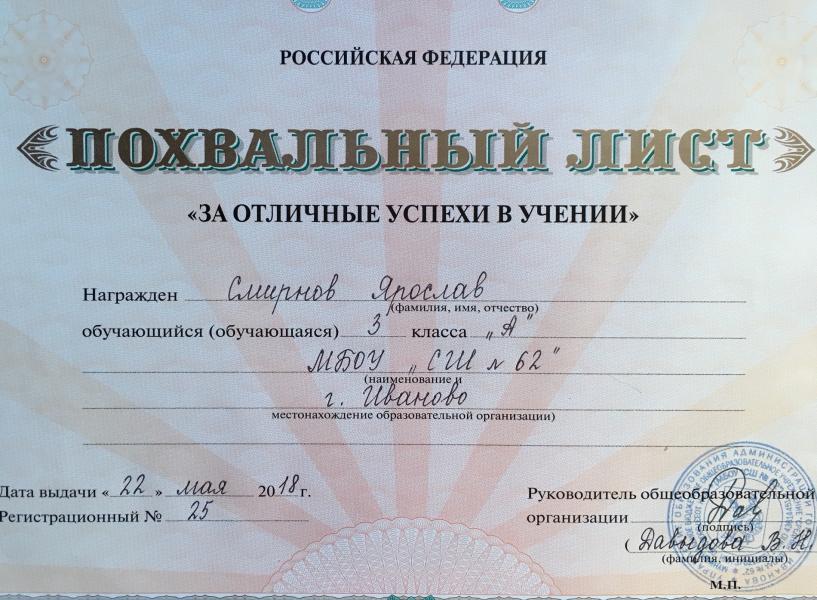 РОССИЙСКАЯ ФЕДЕРАЦИЯ
ПОХВАЛЬНЫЙ ЛИСТ
«ЗА ОТЛИЧНЫЕ УСПЕХИ В УЧЕНИИ»
Награжден Смирнов Ярослав
(фамилия, имя, отчество)
обучающийся (обучающаяся) 3 класса „А"
МБОУ „СШ № 62"
(наименование и
г. Иваново
местонахождение образовательной организации)
Дата выдачи « 22 » мая 2018 г.
Регистрационный № 25
Руководитель общеобразовательной
организации
(подпись)
( Давыдова В.Н.
(фамилия, инициалы)
М.П.